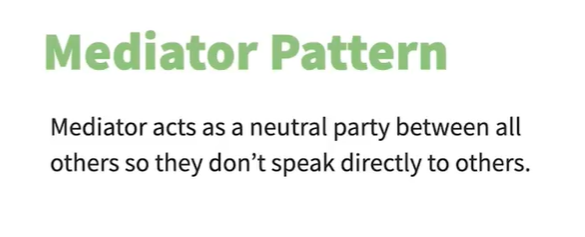 Mediator Pattern
Mediator acts as a neutral party between all
others so they don’t speak directly to others.